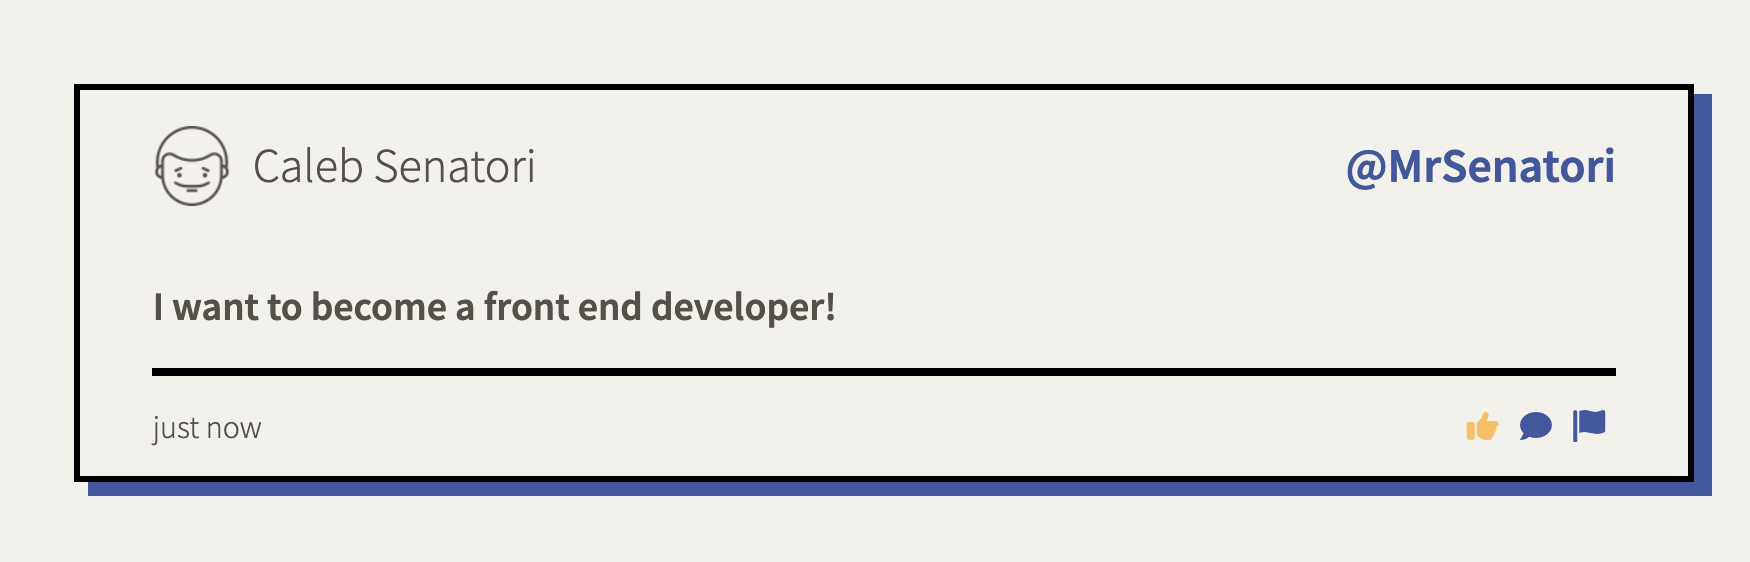 Caleb Senatori
@MrSenatori
I want to become a front end developer!
just now